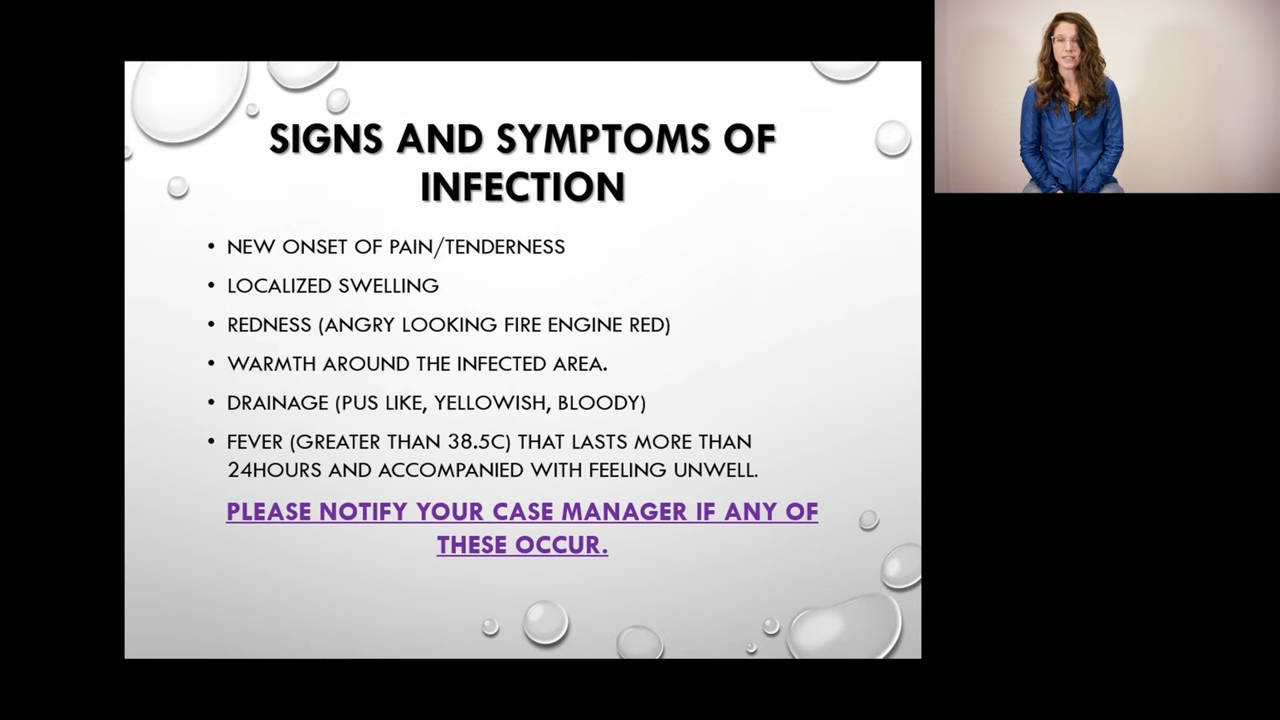 SIGNS AND SYMPTOMS OF
INFECTION
• NEW ONSET OF PAIN/TENDERNESS
• LOCALIZED SWELLING
• REDNESS (ANGRY LOOKING FIRE ENGINE RED)
• WARMTH AROUND THE INFECTED AREA.
• DRAINAGE (PUS LIKE, YELLOWISH, BLOODY)
• FEVER (GREATER THAN 38.5C) THAT LASTS MORE THAN
24HOURS AND ACCOMPANIED WITH FEELING UNWELL.
PLEASE NOTIFY YOUR CASE MANAGER IF ANY OF
THESE OCCUR.